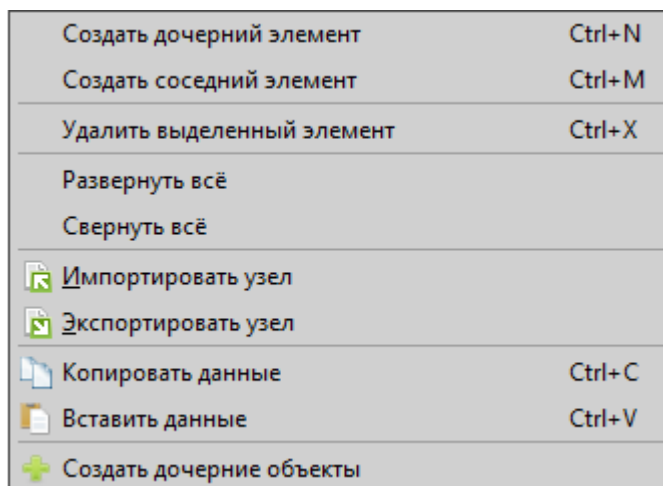 Создать дочерний элемент Ctrl+N
Создать соседний элемент Ctrl+M
Удалить выделенный элемент Ctrl+X
Развернуть всё
Свернуть всё
Импортировать узел
Экспортировать узел
Копировать данные Ctrl+C
Вставить данные Ctrl+V
Создать дочерние объекты